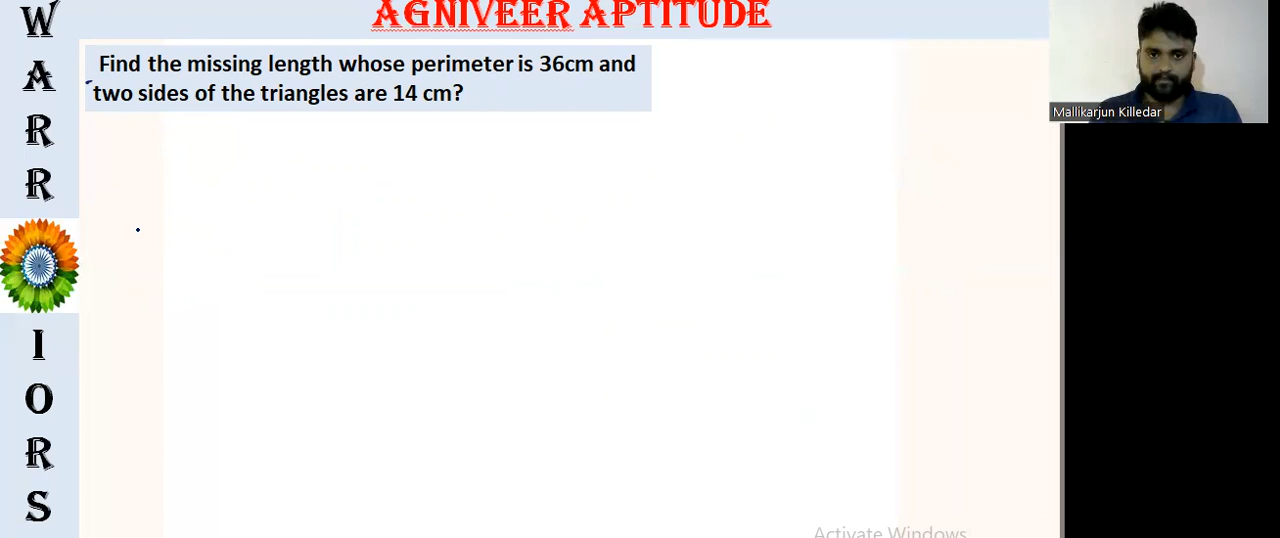 AGNIVEER APTITUDE
W
A
R
R
I
O
R
S
Find the missing length whose perimeter is 36cm and
two sides of the triangles are 14 cm?
Mallikarjun Killedar
Activate Windows